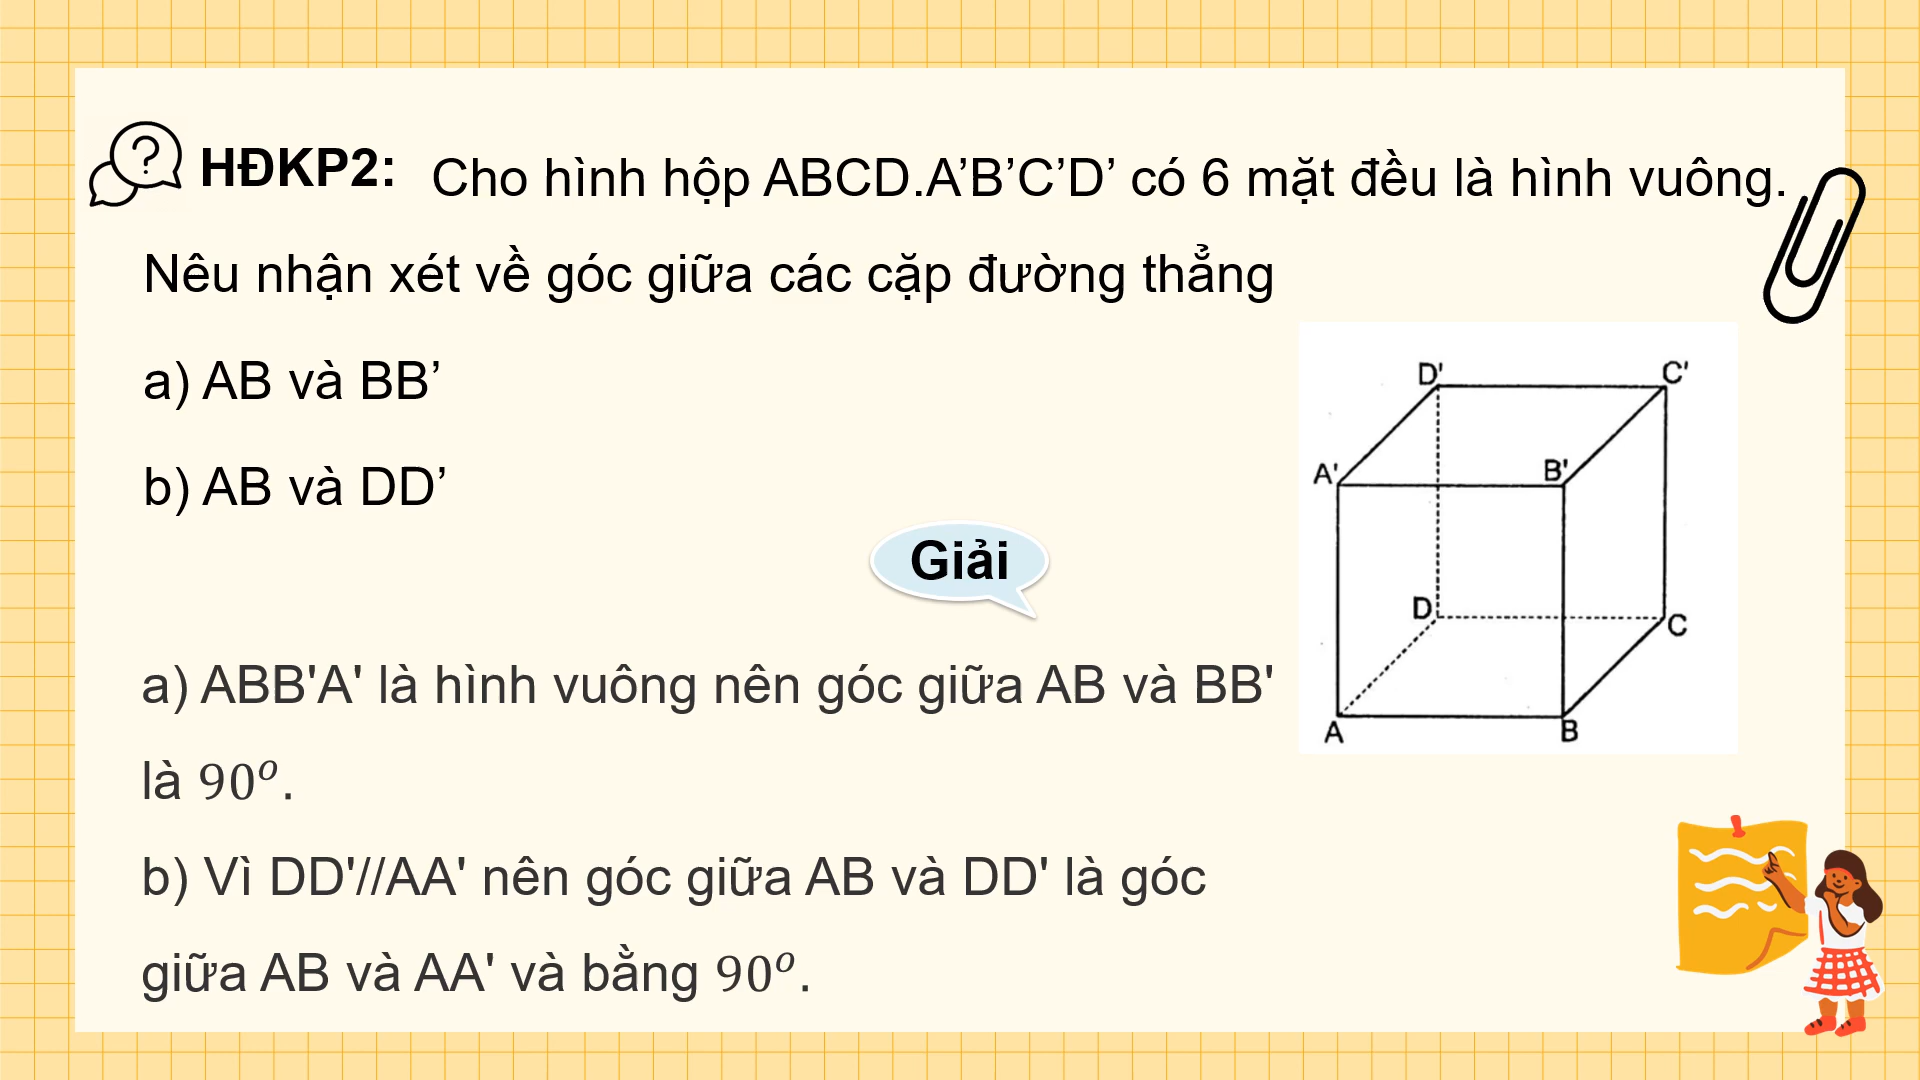 ?
HĐKP2: Cho hình hộp ABCD.A’B’C’D’ có 6 mặt đều là hình vuông.
Nêu nhận xét về góc giữa các cặp đường thẳng
a) AB và BB’
b) AB và DD’
D'
C'
A'
B'
D
C
A
B
Giải
a) ABB'A' là hình vuông nên góc giữa AB và BB'
là 90ᵒ.
b) Vì DD'//AA' nên góc giữa AB và DD' là góc
giữa AB và AA' và bằng 90ᵒ.